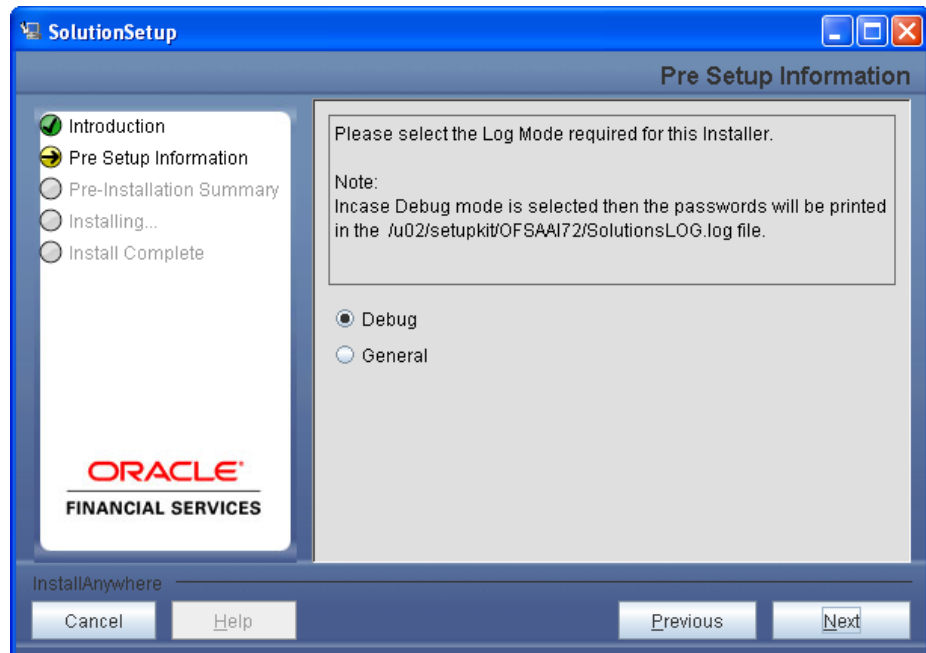 SolutionSetup
Pre Setup Information
Introduction
Pre Setup Information
Pre-Installation Summary
Installing...
Install Complete
ORACLE
FINANCIAL SERVICES
Please select the Log Mode required for this Installer.
Note:
Incase Debug mode is selected then the passwords will be printed
in the /u02/setupkit/OFSAAI72/SolutionsLOG.log file.
Debug
General
InstallAnywhere
Cancel
Help
Previous
Next